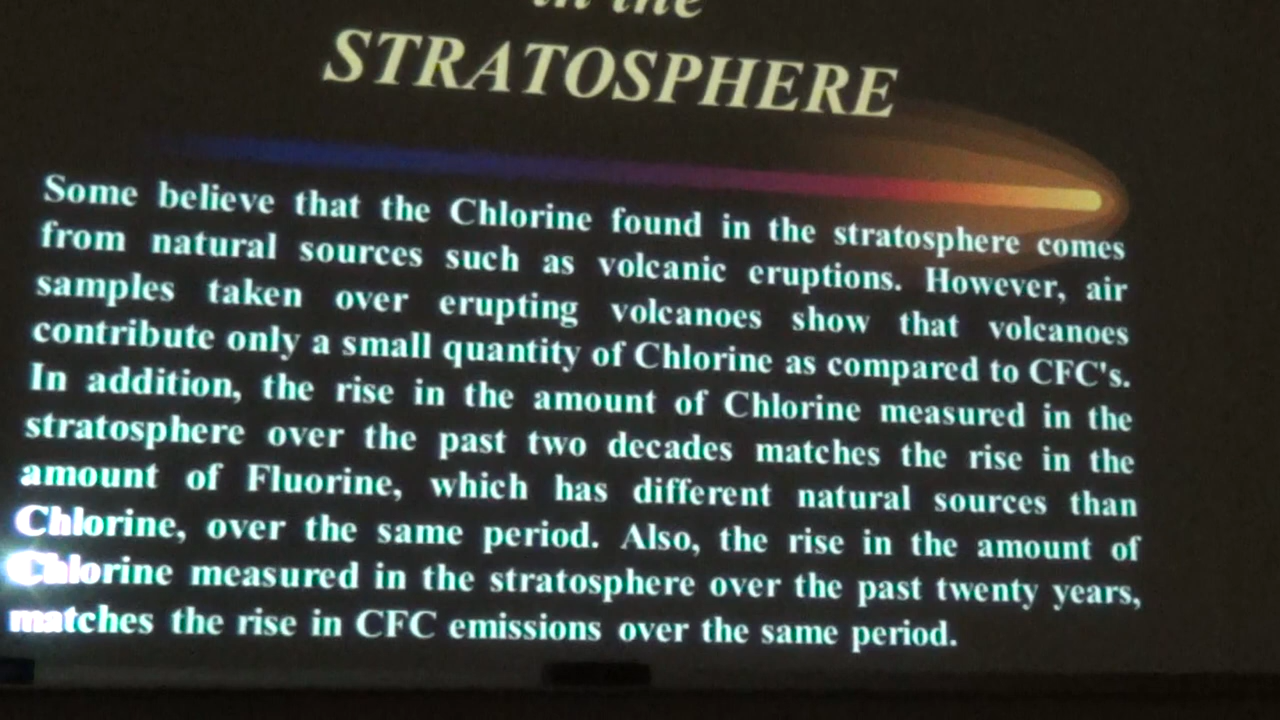 in the
STRATOSPHERE
Some believe that the Chlorine found in the stratosphere comes
from natural sources such as volcanic eruptions. However, air
samples taken over erupting volcanoes show that volcanoes
contribute only a small quantity of Chlorine as compared to CFC's.
In addition, the rise in the amount of Chlorine measured in the
stratosphere over the past two decades matches the rise in the
amount of Fluorine, which has different natural sources than
Chlorine, over the same period. Also, the rise in the amount of
Chlorine measured in the stratosphere over the past twenty years,
matches the rise in CFC emissions over the same period.